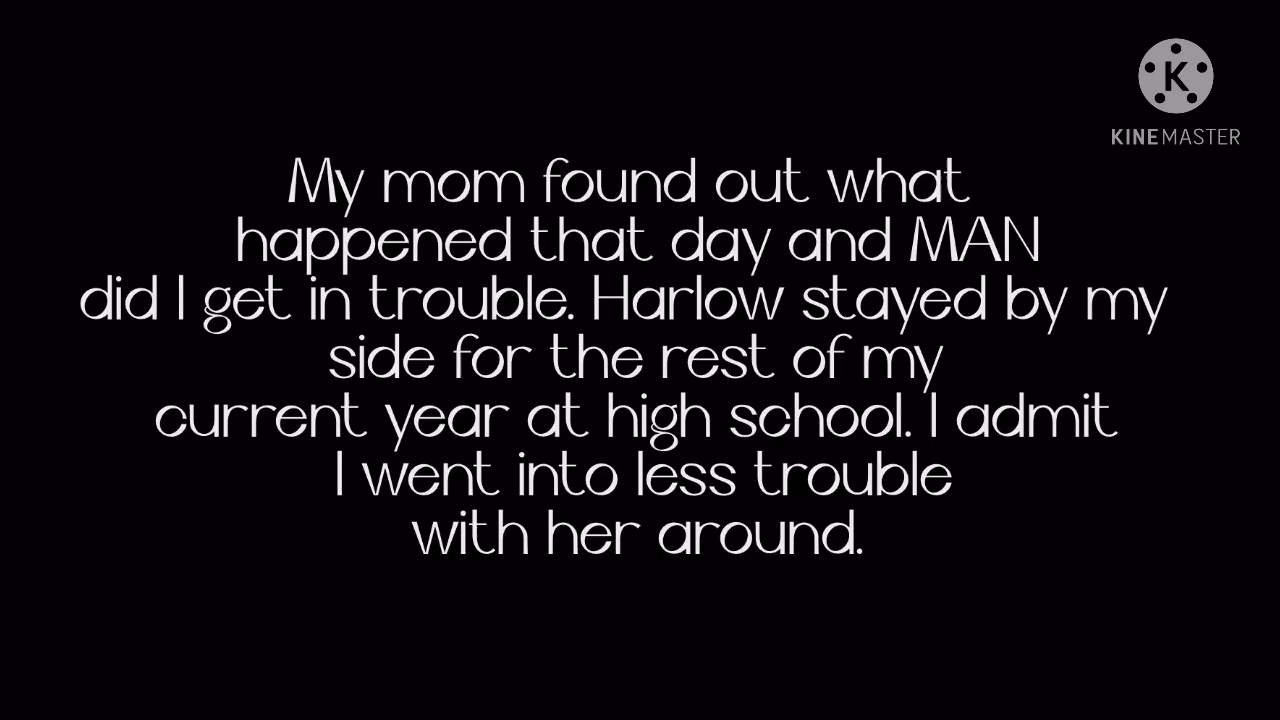 K
KINEMASTER
My mom found out what
happened that day and MAN
did I get in trouble. Harlow stayed by my
side for the rest of my
current year at high school. I admit
I went into less trouble
with her around.